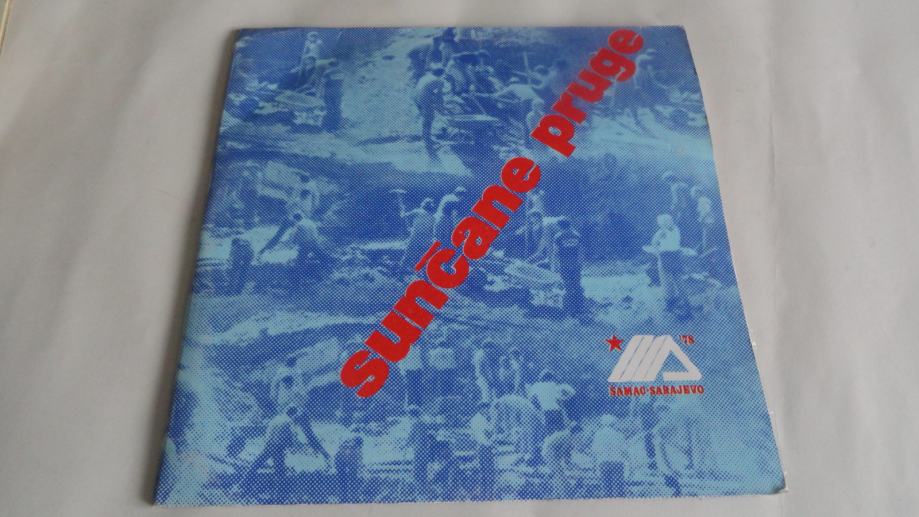 sunčane pruge
'78
ŠAMAC-SARAJEVO